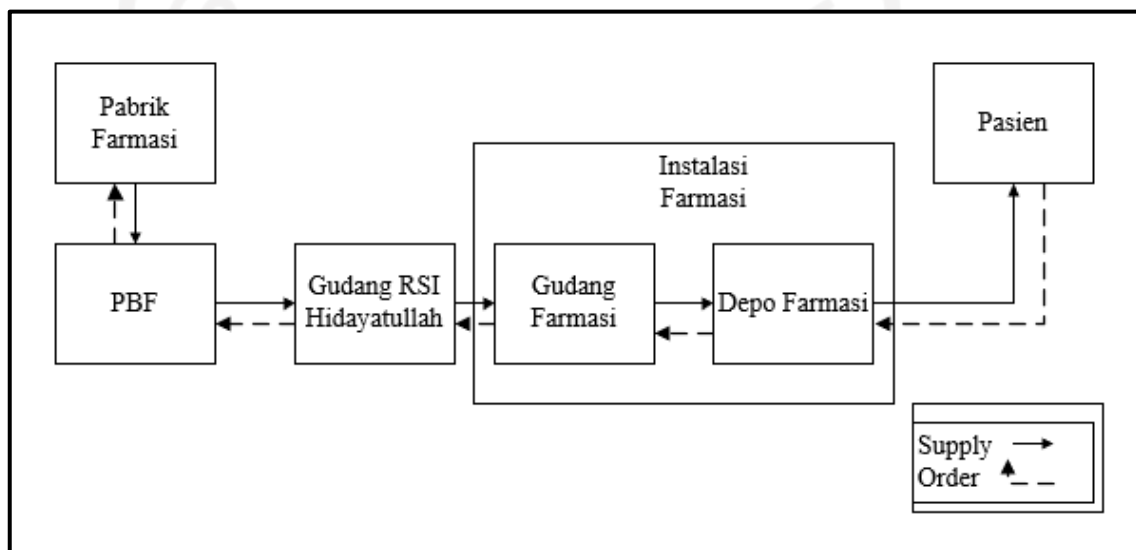 Pabrik
Farmasi
Pasien
Instalasi
Farmasi
PBF
Gudang RSI
Hidayatullah
Gudang
Farmasi
Depo Farmasi
Supply
Order